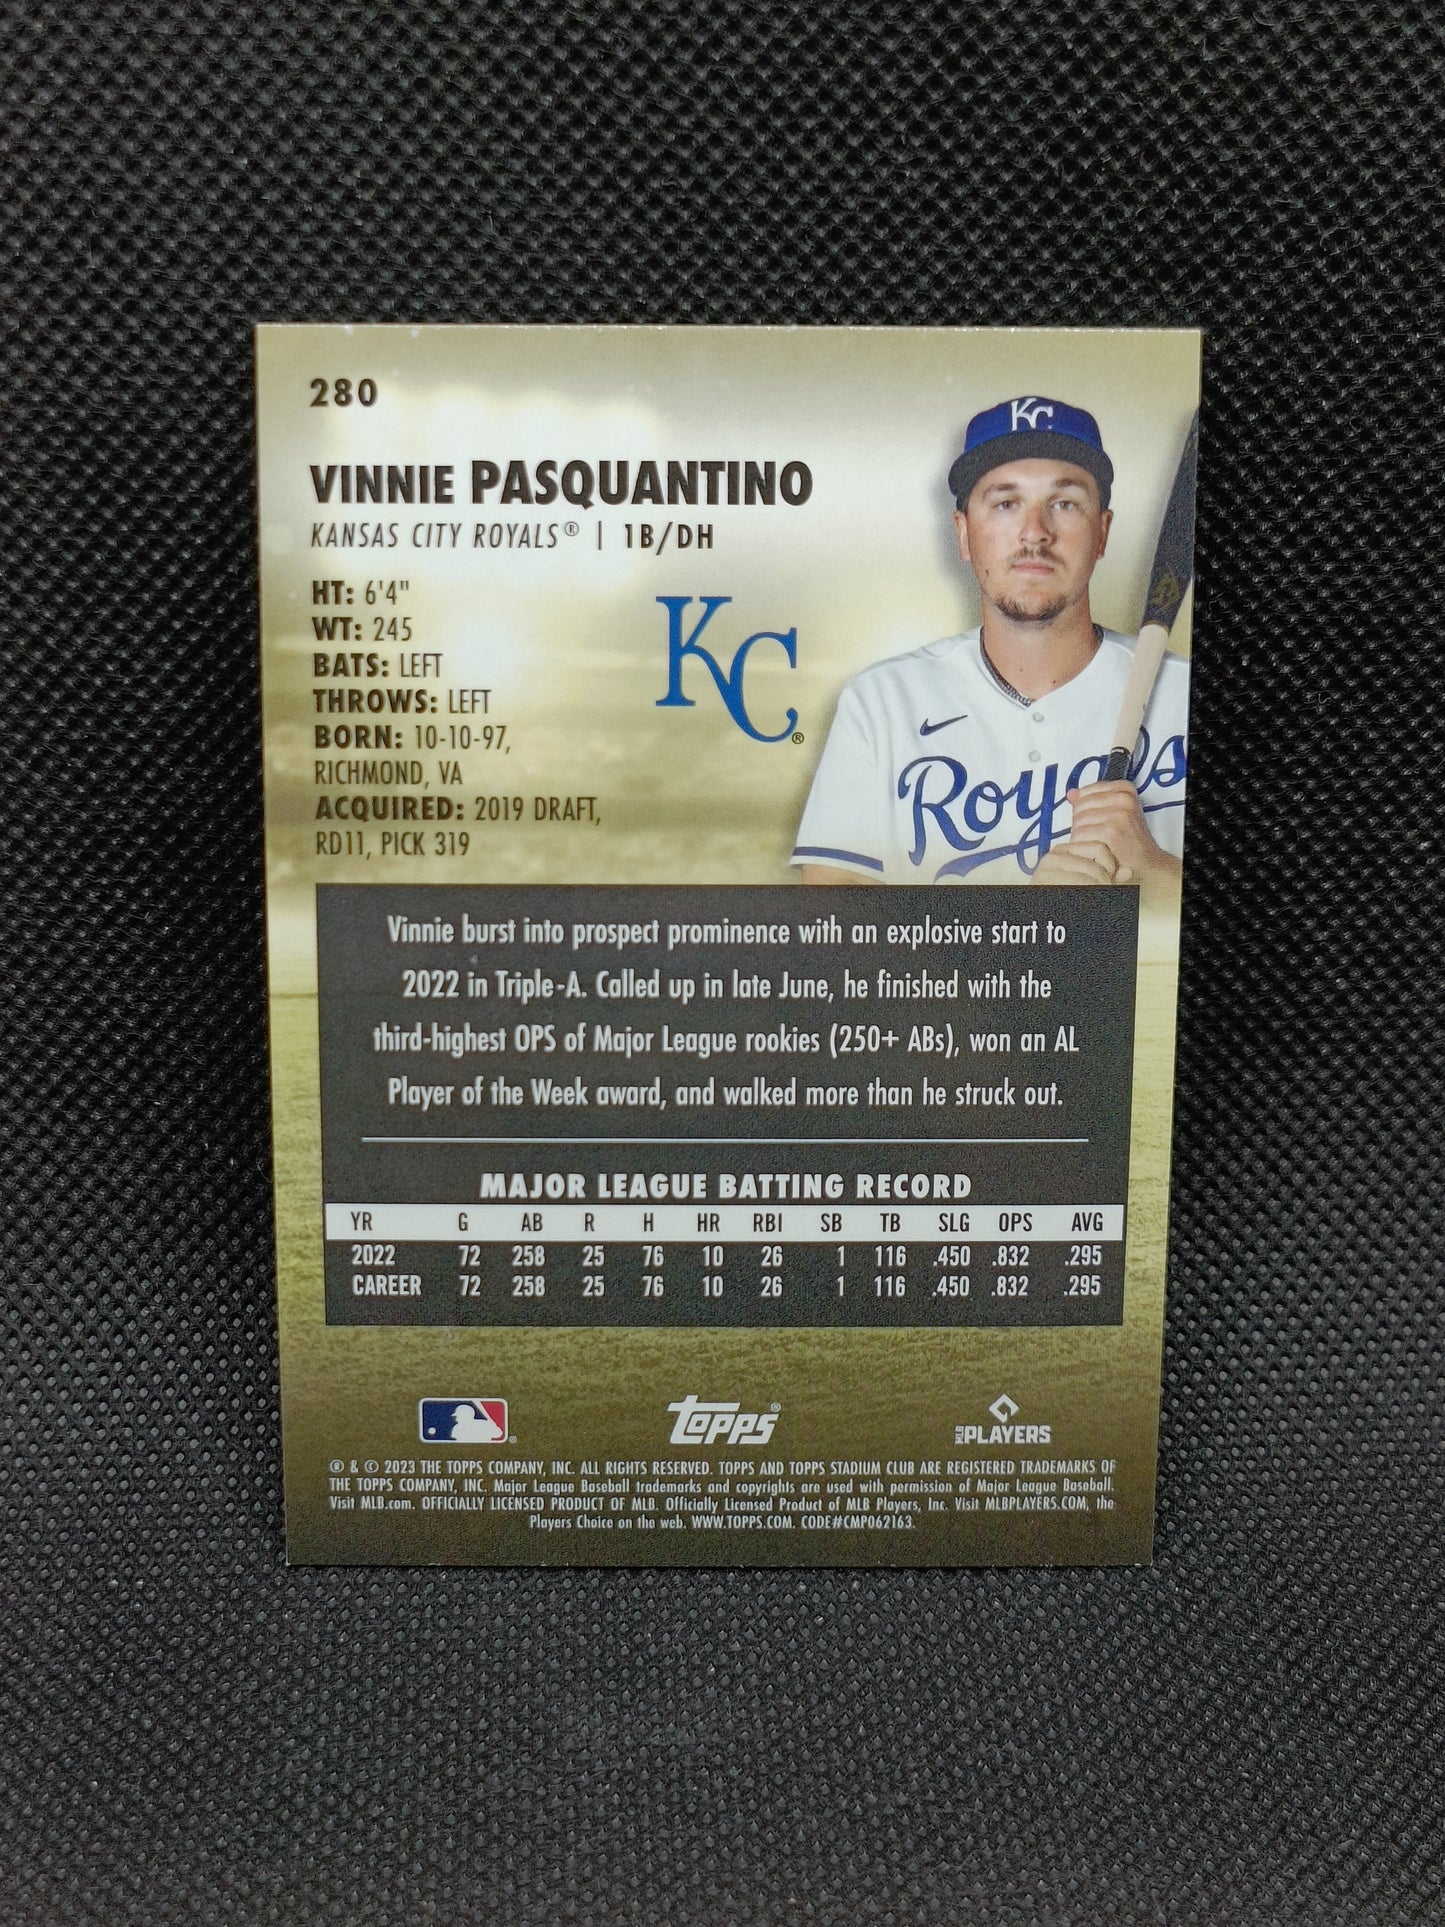 280
VINNIE PASQUANTINO
KANSAS CITY ROYALS® | 1B/DH
HT: 6'4"
WT: 245
BATS: LEFT
THROWS: LEFT
BORN: 10-10-97,
RICHMOND, VA
ACQUIRED: 2019 DRAFT,
RD11, PICK 319
KC
KC®
Royals
Vinnie burst into prospect prominence with an explosive start to
2022 in Triple-A. Called up in late June, he finished with the
third-highest OPS of Major League rookies (250+ ABs), won an AL
Player of the Week award, and walked more than he struck out.
MAJOR LEAGUE BATTING RECORD
YR G AB R H HR RBI SB TB SLG OPS AVG
2022 72 258 25 76 10 26 1 116 .450 .832 .295
CAREER 72 258 25 76 10 26 1 116 .450 .832 .295
topps® MLB PLAYERS
® & © 2023 THE TOPPS COMPANY, INC. ALL RIGHTS RESERVED. TOPPS AND TOPPS STADIUM CLUB ARE REGISTERED TRADEMARKS OF
THE TOPPS COMPANY, INC. Major League Baseball trademarks and copyrights are used with permission of Major League Baseball.
Visit MLB.com. OFFICIALLY LICENSED PRODUCT OF MLB. Officially Licensed Product of MLB Players, Inc. Visit MLBPLAYERS.COM, the
Players Choice on the web. WWW.TOPPS.COM. CODE#CMP062163.